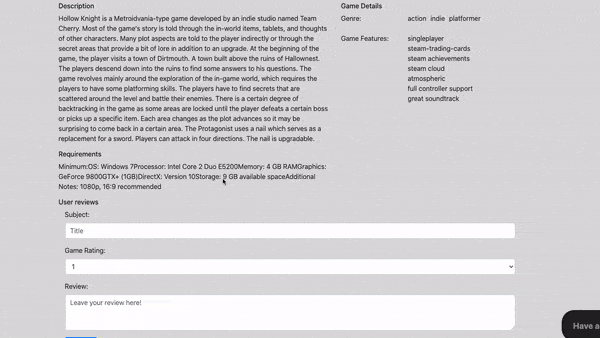 Description
Hollow Knight is a Metroidvania-type game developed by an indie studio named Team
Cherry. Most of the game's story is told through the in-world items, tablets, and thoughts
of other characters. Many plot aspects are told to the player indirectly or through the
secret areas that provide a bit of lore in addition to an upgrade. At the beginning of the
game, the player visits a town of Dirtmouth. A town built above the ruins of Hallownest.
The players descend down into the ruins to find some answers to his questions. The
game revolves mainly around the exploration of the in-game world, which requires the
players to have some platforming skills. The players have to find secrets that are
scattered around the level and battle their enemies. There is a certain degree of
backtracking in the game as some areas are locked until the player defeats a certain boss
or picks up a specific item. Each area changes as the plot advances so it may be
surprising to come back in a certain area. The Protagonist uses a nail which serves as a
replacement for a sword. Players can attack in four directions. The nail is upgradable.
Game Details
Genre: action indie platformer
Game Features: singleplayer
steam-trading-cards
steam achievements
steam cloud
atmospheric
full controller support
great soundtrack
Requirements
Minimum:OS: Windows 7Processor: Intel Core 2 Duo E5200Memory: 4 GB RAMGraphics:
GeForce 9800GTX+ (1GB)DirectX: Version 10Storage: 9 GB available spaceAdditional
Notes: 1080p, 16:9 recommended
User reviews
Subject:
Title
Game Rating:
1
Review:
Leave your review here!
Have a